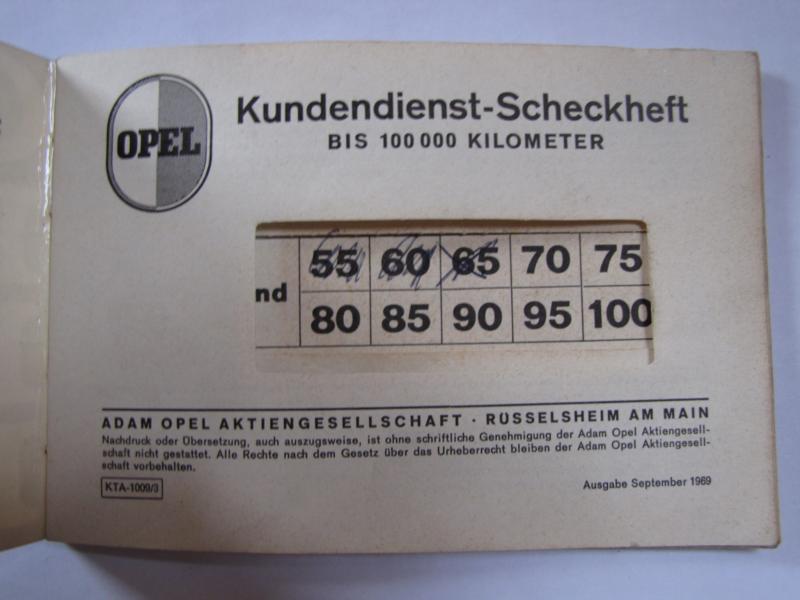 OPEL
Kundendienst-Scheckheft
BIS 100 000 KILOMETER
55 60 65 70 75
nd
80 85 90 95 100
ADAM OPEL AKTIENGESELLSCHAFT · RÜSSELSHEIM AM MAIN
Nachdruck oder Übersetzung, auch auszugsweise, ist ohne schriftliche Genehmigung der Adam Opel Aktiengesell-
schaft nicht gestattet. Alle Rechte nach dem Gesetz über das Urheberrecht bleiben der Adam Opel Aktiengesell-
schaft vorbehalten.
KTA-1009/3
Ausgabe September 1969